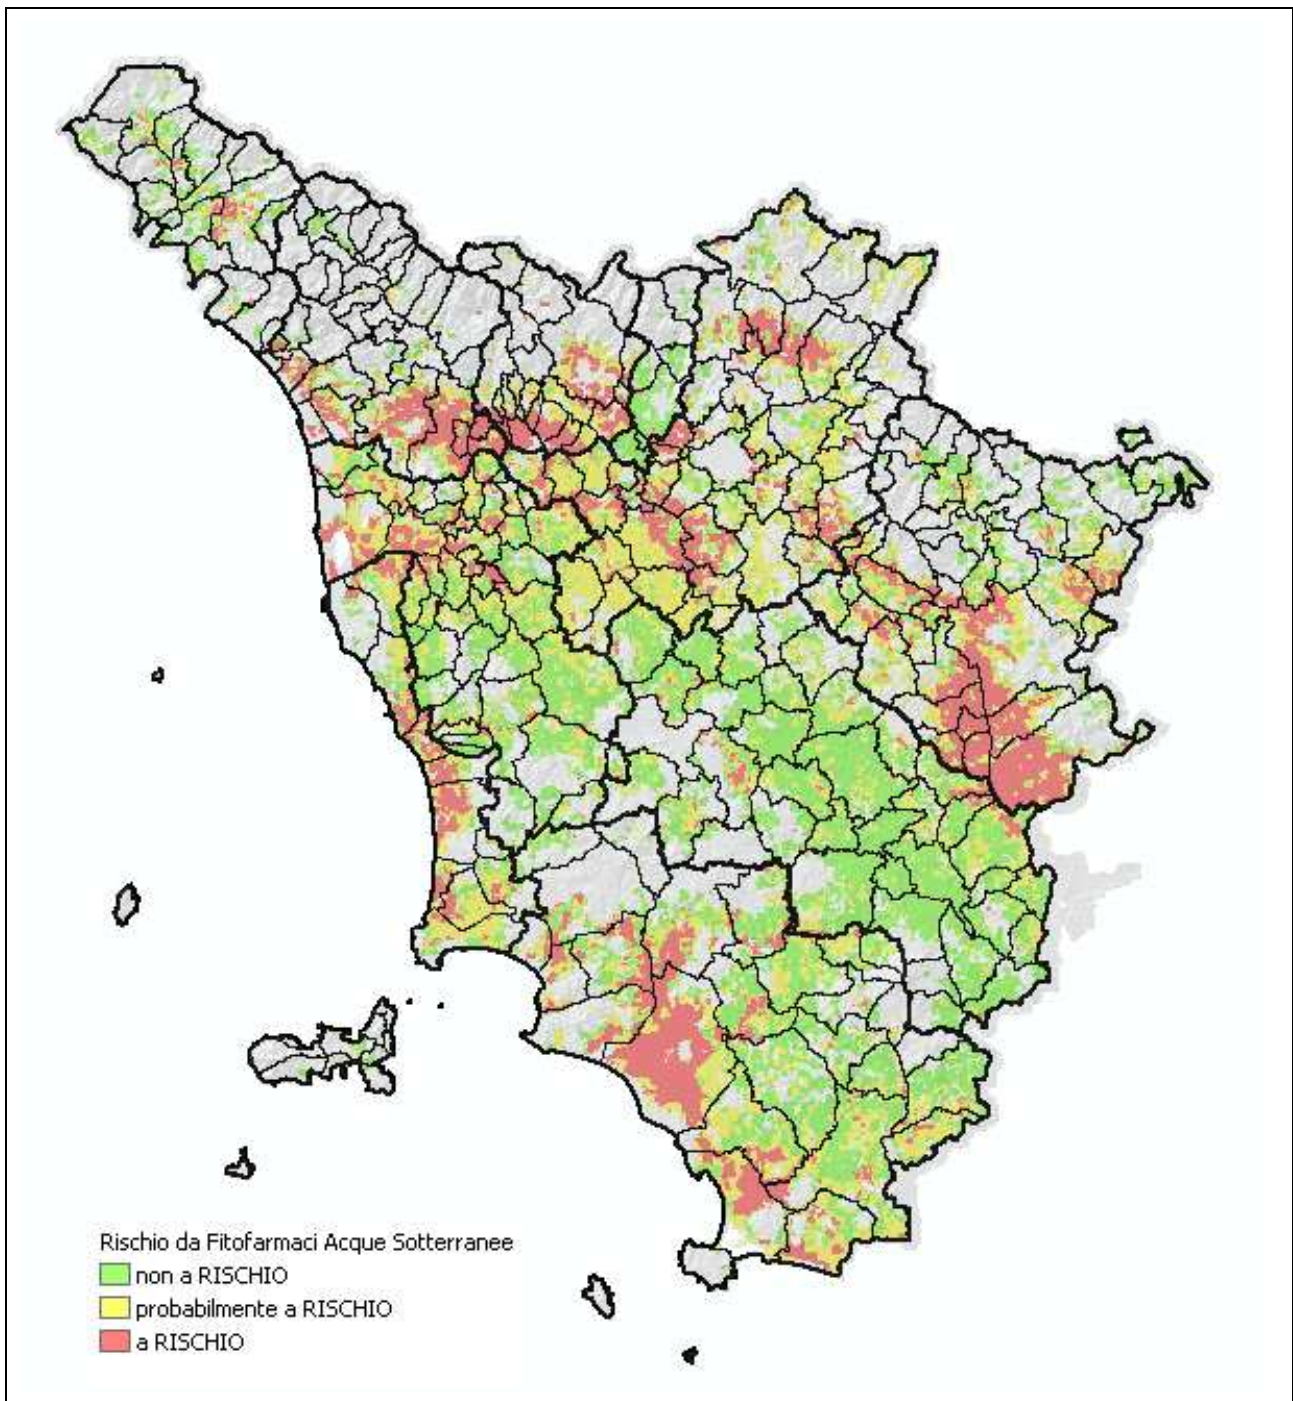 Rischio da Fitofarmaci Acque Sotterranee
non a RISCHIO
probabilmente a RISCHIO
a RISCHIO